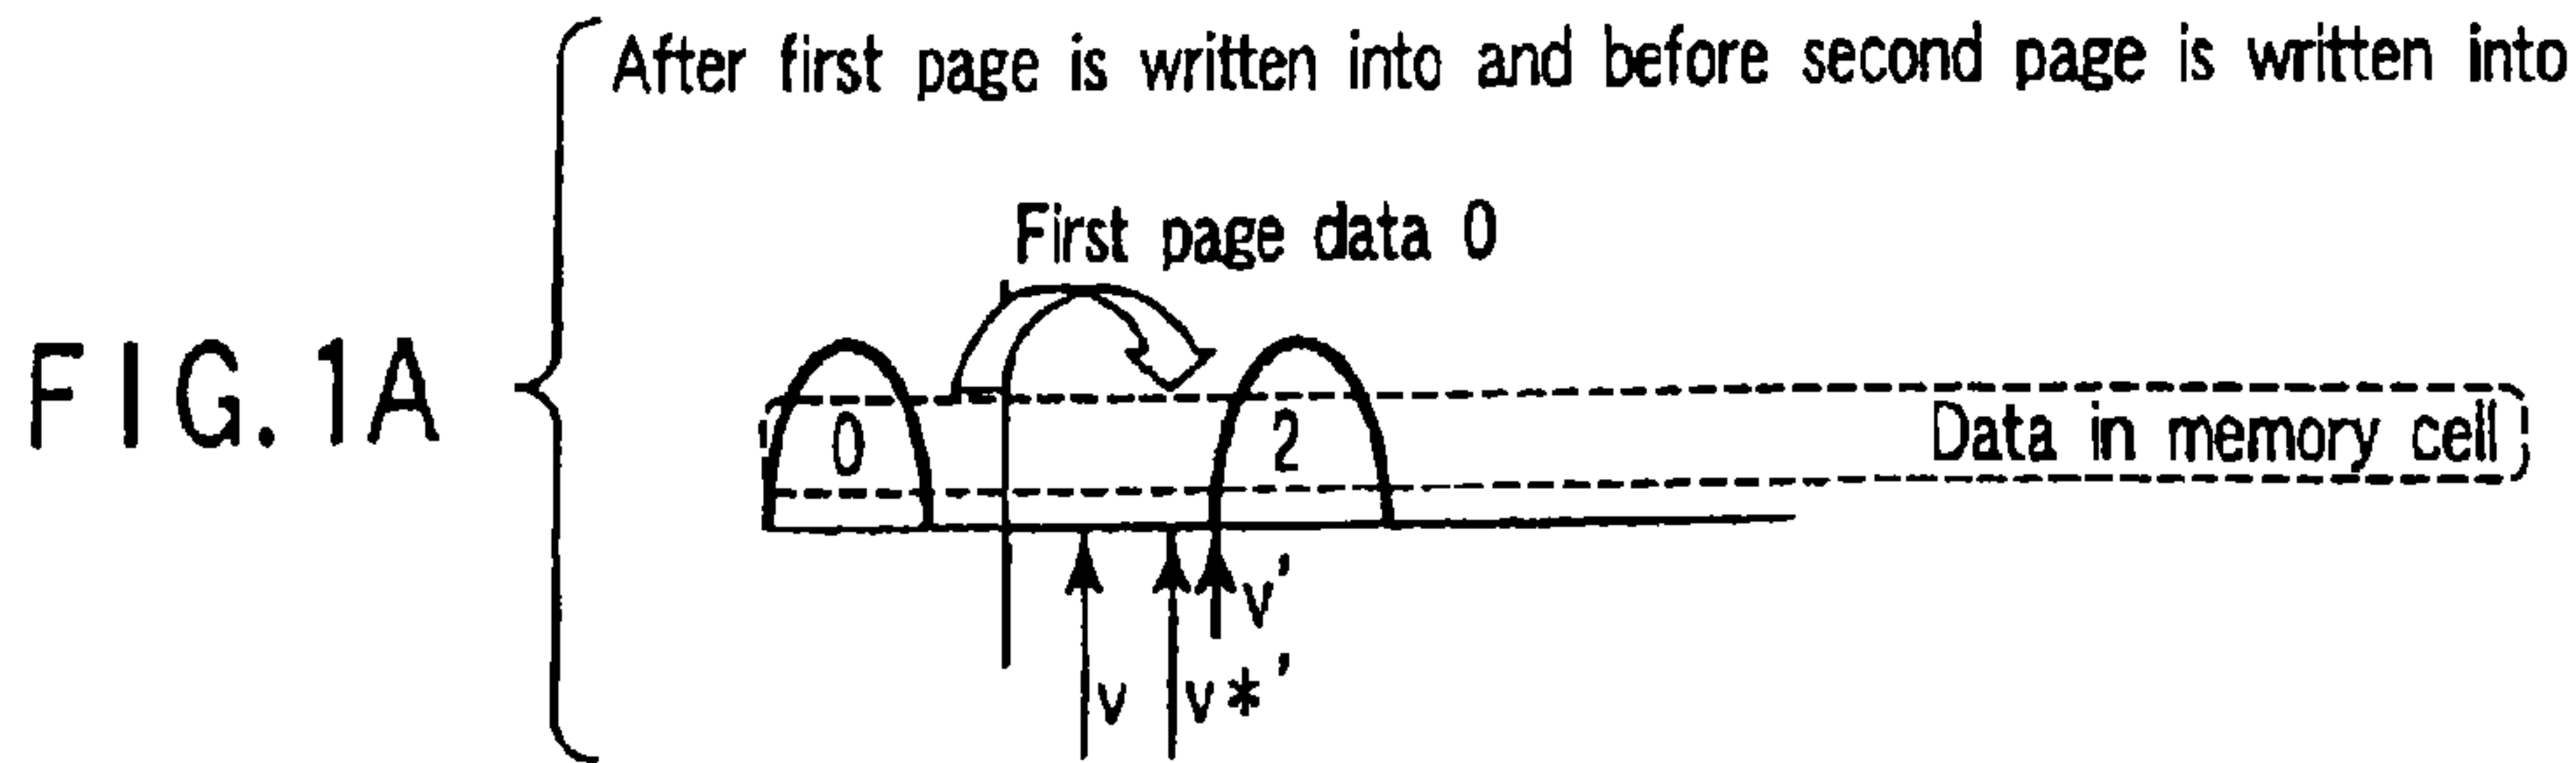 After first page is written into and before second page is written into
First page data 0
FIG.1A
0 2 Data in memory cell
v'
v v*'